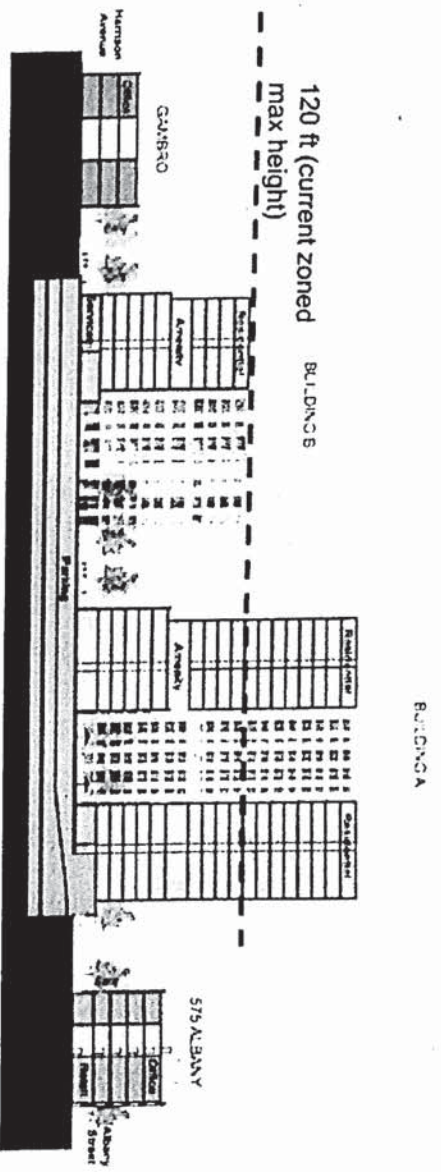 BUILDING A
120 ft (current zoned
max height)
BUILDING B
GAMBRO
575 ALBANY
Harrison
Avenue
Office
Residential
Amenity
Services
Residential
Amenity
Residential
Office
Retail
Albany
Street
Parking